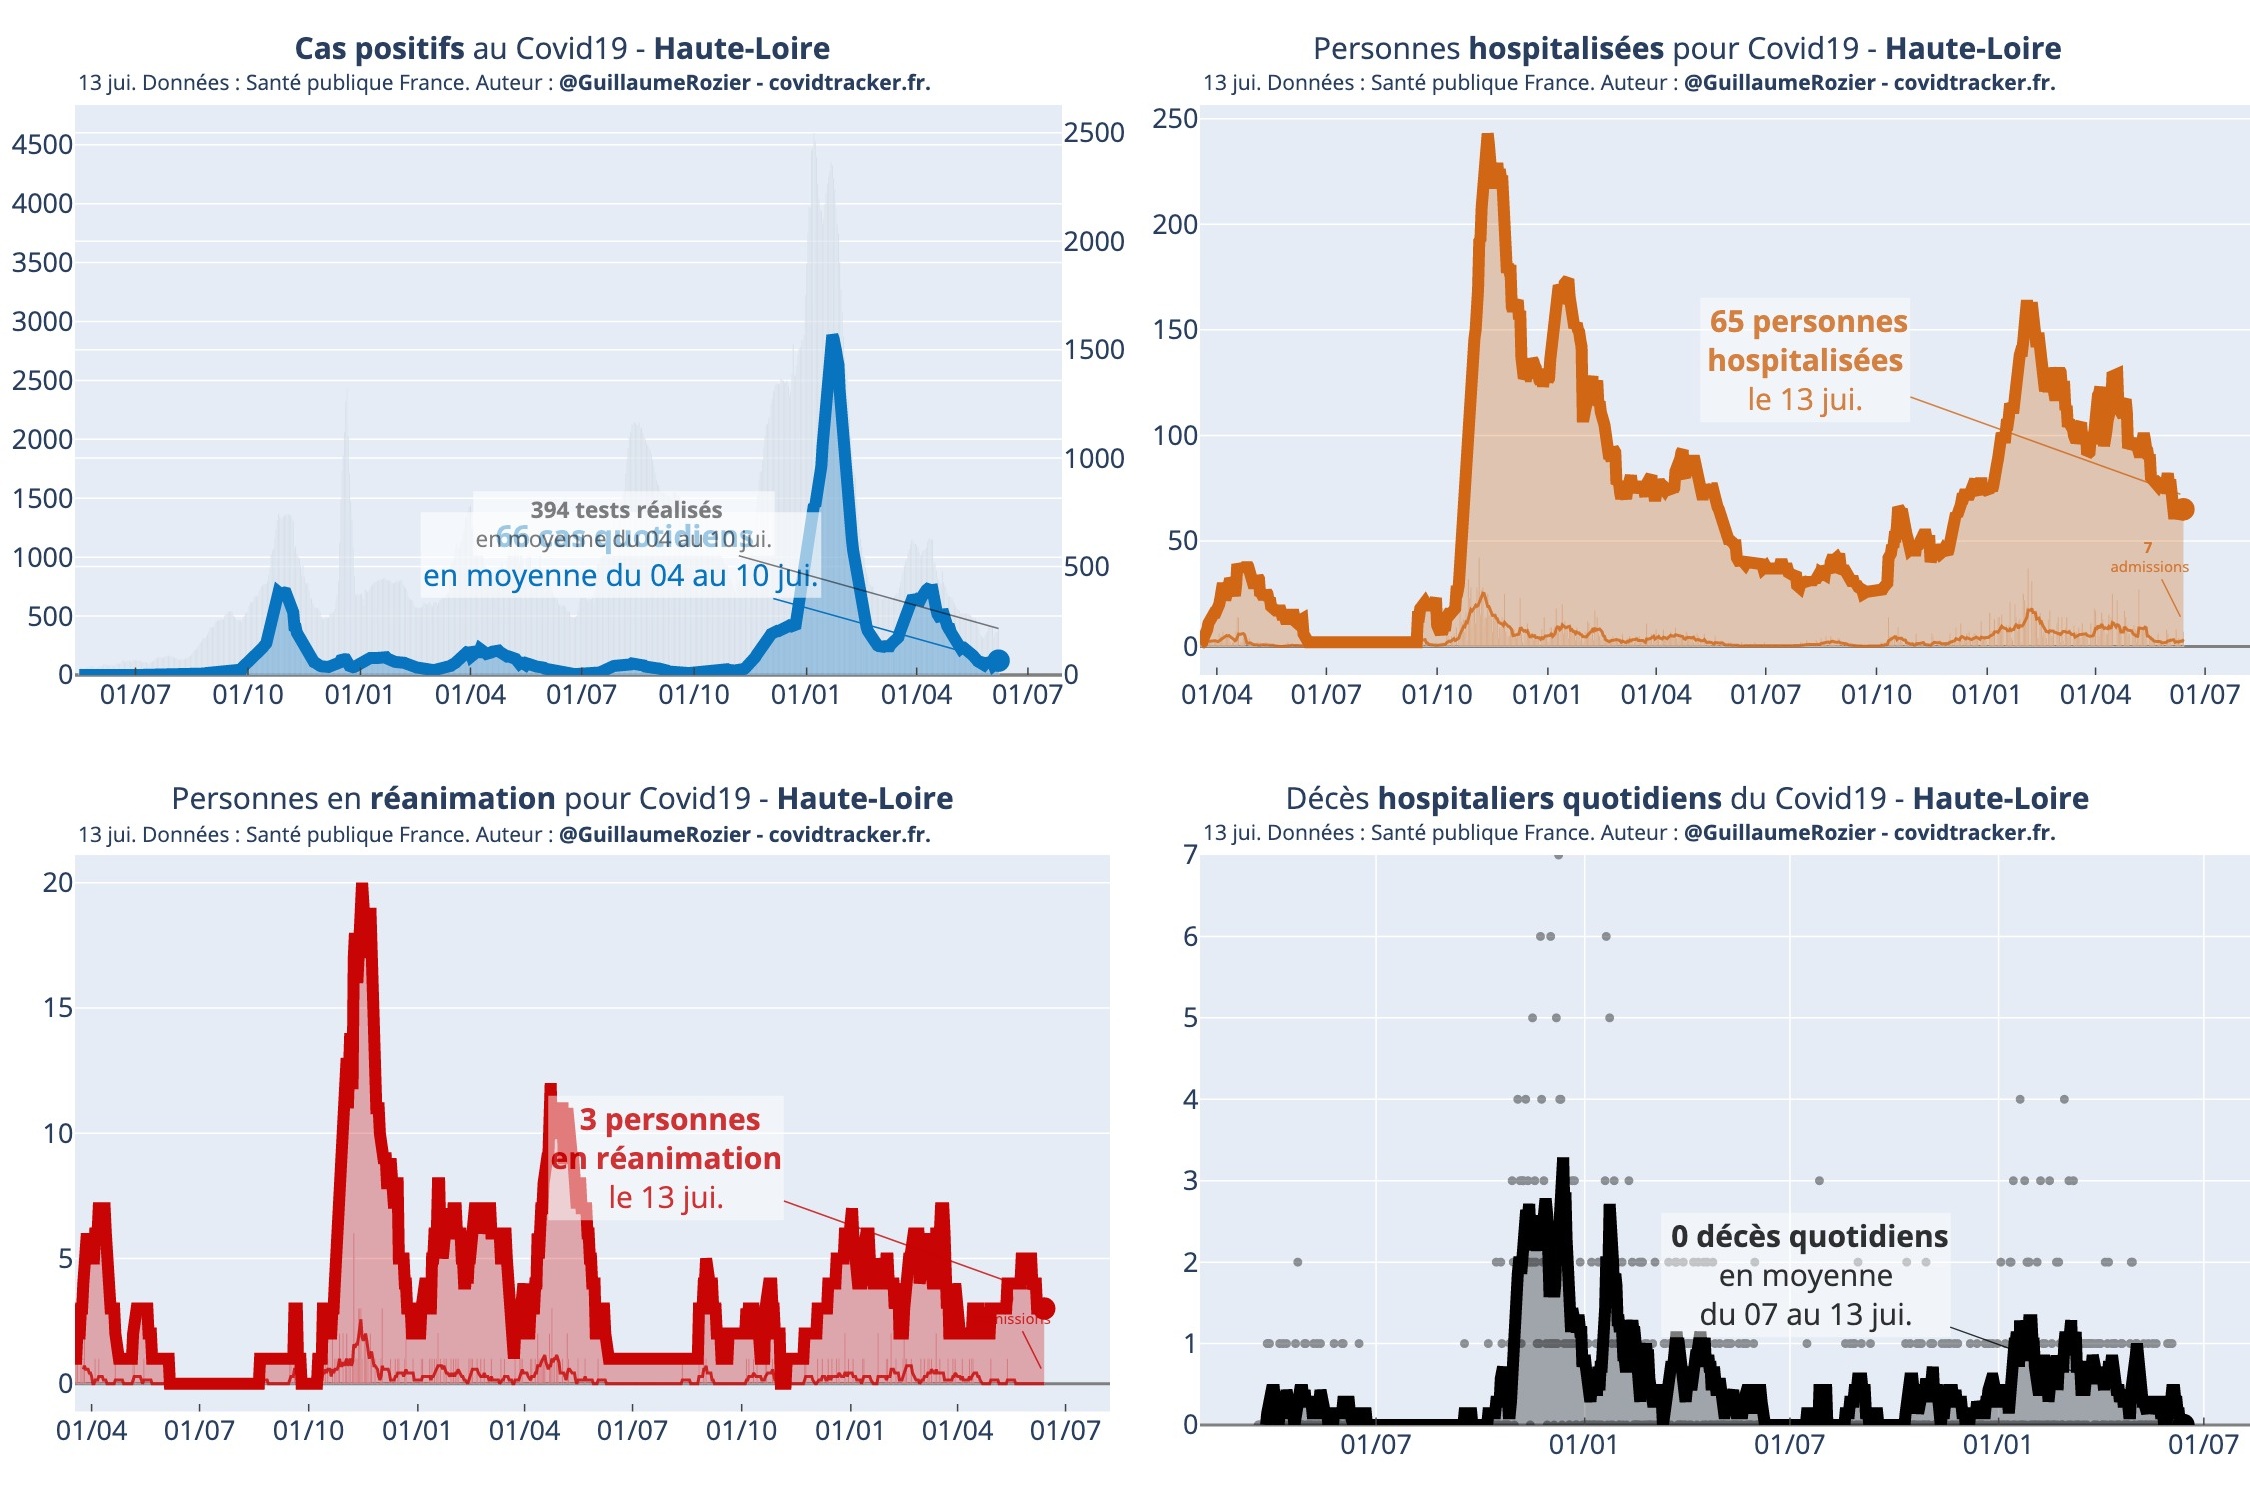 Cas positifs au Covid19 - Haute-Loire
13 jui. Données : Santé publique France. Auteur : @GuillaumeRozier - covidtracker.fr.
4500
4000
3500
3000
2500
2000
1500
1000
500
0
2500
2000
1500
1000
500
0
394 tests réalisés
en moyenne du 04 au 10 jui.
66 cas quotidiens
en moyenne du 04 au 10 jui.
01/07 01/10 01/01 01/04 01/07 01/10 01/01 01/04 01/07
Personnes hospitalisées pour Covid19 - Haute-Loire
13 jui. Données : Santé publique France. Auteur : @GuillaumeRozier - covidtracker.fr.
250
200
150
100
50
0
65 personnes
hospitalisées
le 13 jui.
7
admissions
01/04 01/07 01/10 01/01 01/04 01/07 01/10 01/01 01/04 01/07
Personnes en réanimation pour Covid19 - Haute-Loire
13 jui. Données : Santé publique France. Auteur : @GuillaumeRozier - covidtracker.fr.
20
15
10
5
0
3 personnes
en réanimation
le 13 jui.
01/04 01/07 01/10 01/01 01/04 01/07 01/10 01/01 01/04 01/07
Décès hospitaliers quotidiens du Covid19 - Haute-Loire
13 jui. Données : Santé publique France. Auteur : @GuillaumeRozier - covidtracker.fr.
7
6
5
4
3
2
1
0
0 décès quotidiens
en moyenne
du 07 au 13 jui.
01/07 01/01 01/07 01/01 01/07